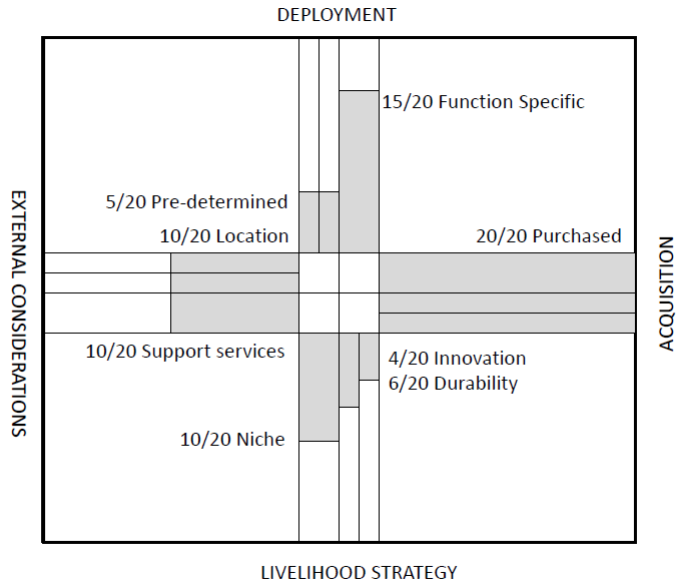 DEPLOYMENT
15/20 Function Specific
5/20 Pre-determined
10/20 Location
20/20 Purchased
EXTERNAL CONSIDERATIONS
ACQUISITION
10/20 Support services
4/20 Innovation
6/20 Durability
10/20 Niche
LIVELIHOOD STRATEGY